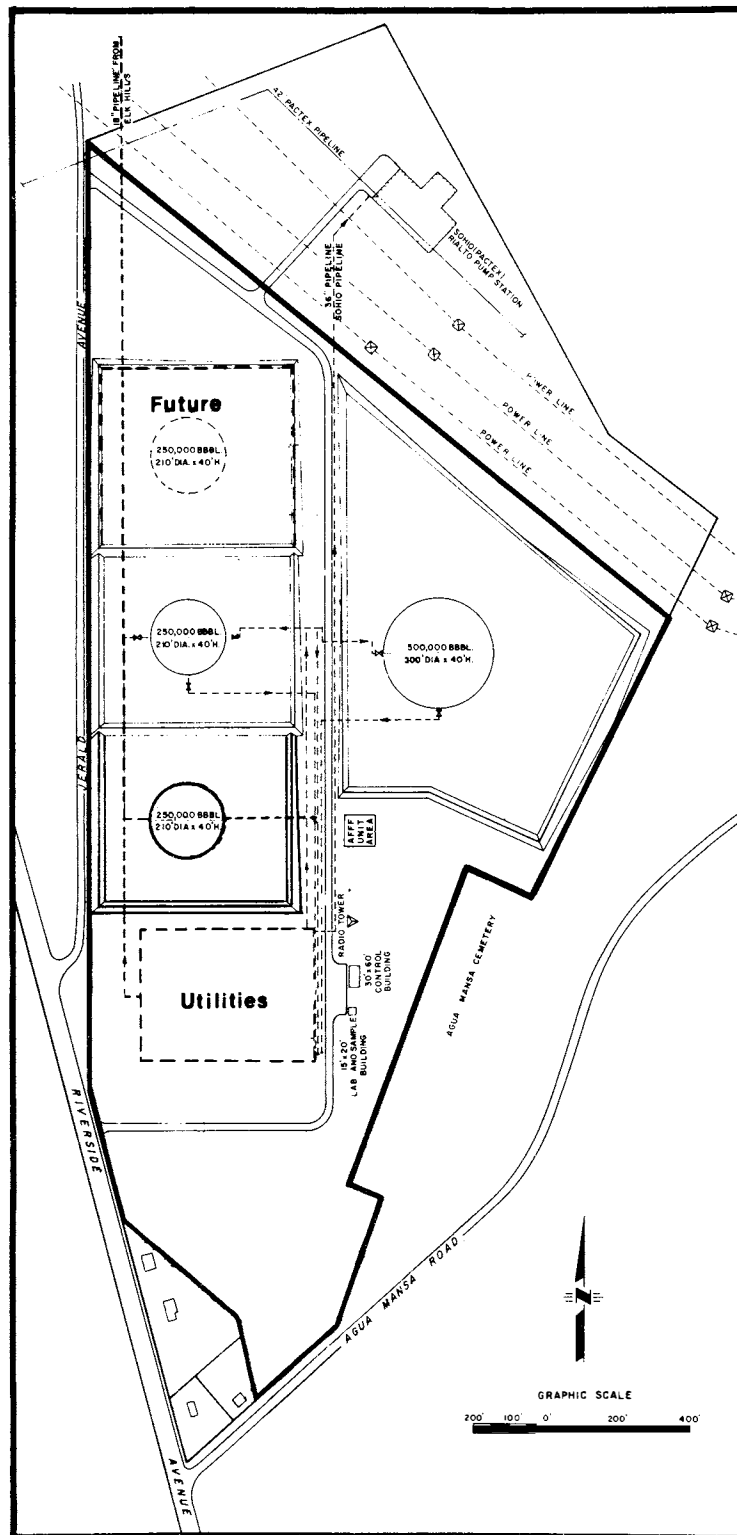 18" PIPELINE FROM
ELK HILLS
42 PACTEX PIPELINE
SOHIO (PACTEX)
RIALTO PUMP STATION
36" PIPELINE
SOHIO PIPELINE
AVENUE
POWER LINE
POWER LINE
POWER LINE
Future
250,000 BBBL.
210' DIA. x 40' H.
250,000 BBBL.
210' DIA. x 40' H.
500,000 BBBL.
300' DIA x 40' H.
JERALD
250,000 BBBL.
210' DIA x 40' H.
AFFF
UNIT
AREA
RADIO TOWER
30' x 60'
CONTROL
BUILDING
AGUA MANSA CEMETERY
Utilities
15' x 20'
LAB AND SAMPLE
BUILDING
RIVERSIDE
AGUA MANSA ROAD
N
GRAPHIC SCALE
200' 100' 0' 200' 400'
AVENUE